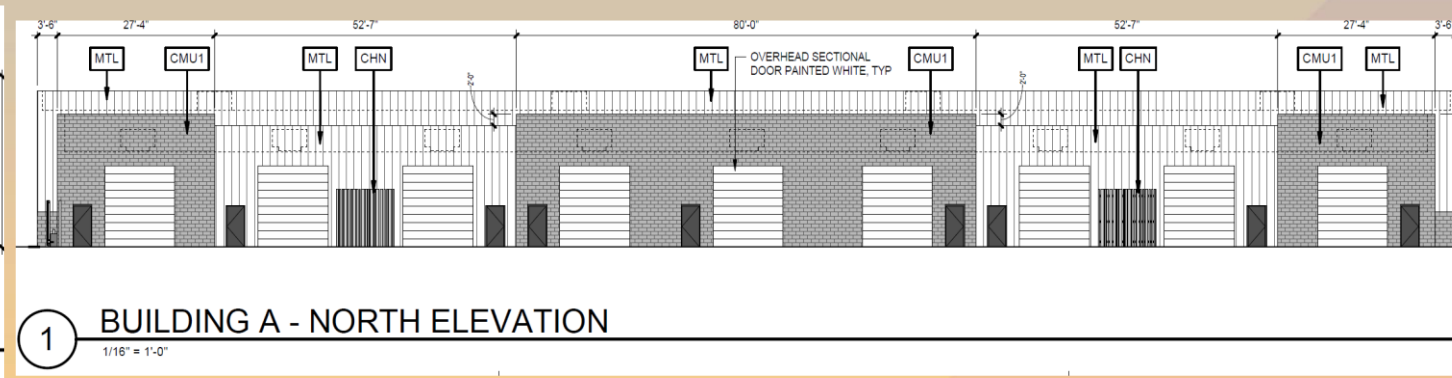 3'-6" 27'-4" 52'-7" 80'-0" 52'-7" 27'-4" 3'-6"
MTL CMU1 MTL CHN MTL OVERHEAD SECTIONAL CMU1 MTL CHN CMU1 MTL
DOOR PAINTED WHITE, TYP
2'-0" 2'-0"
1 BUILDING A - NORTH ELEVATION
1/16" = 1'-0"